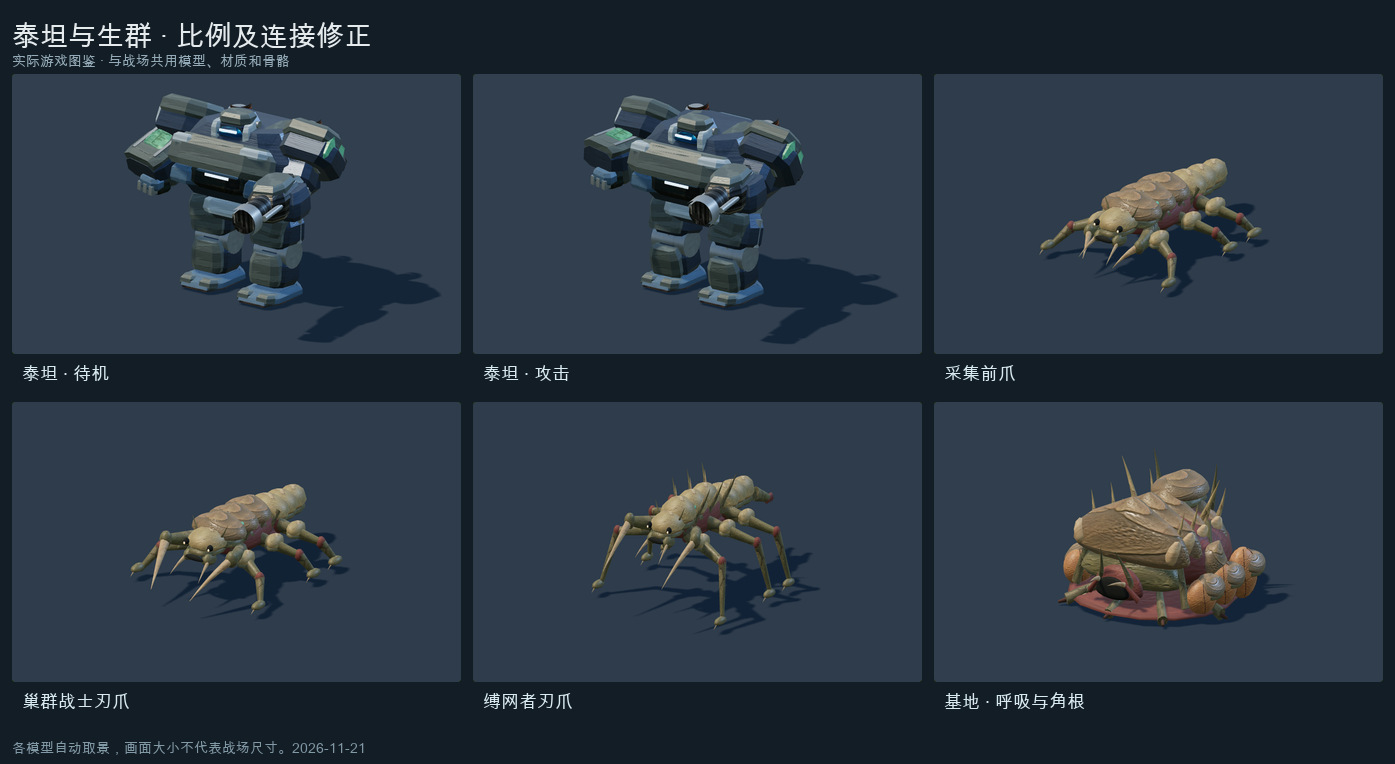 泰坦与生群 · 比例及连接修正
实际游戏图鉴 · 与战场共用模型、材质和骨骼
泰坦 · 待机
泰坦 · 攻击
采集前爪
巢群战士刃爪
缚网者刃爪
基地 · 呼吸与角根
各模型自动取景，画面大小不代表战场尺寸。2026-11-21